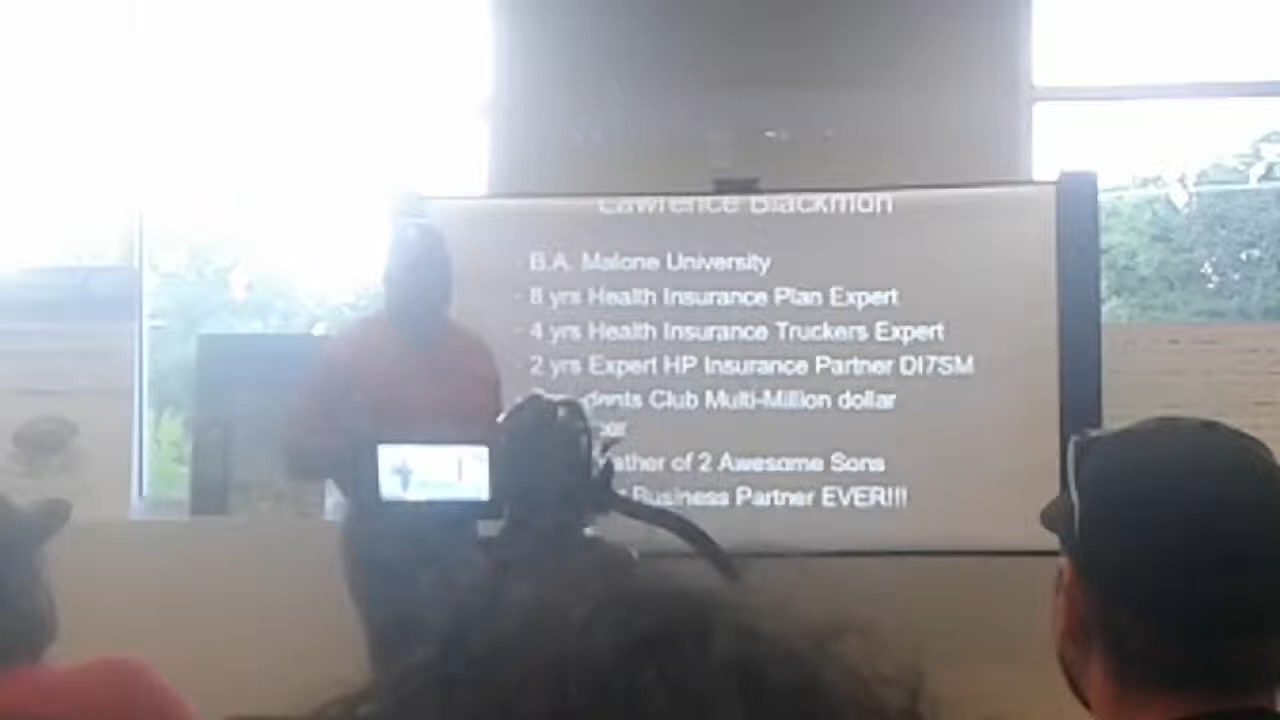 Lawrence Blackmon
B.A. Malone University
- 8 yrs Health Insurance Plan Expert
- 4 yrs Health Insurance Truckers Expert
- 2 yrs Expert HP Insurance Partner DI7SM
Club Multi-Million dollar
of 2 Awesome Sons
Business Partner EVER!!!